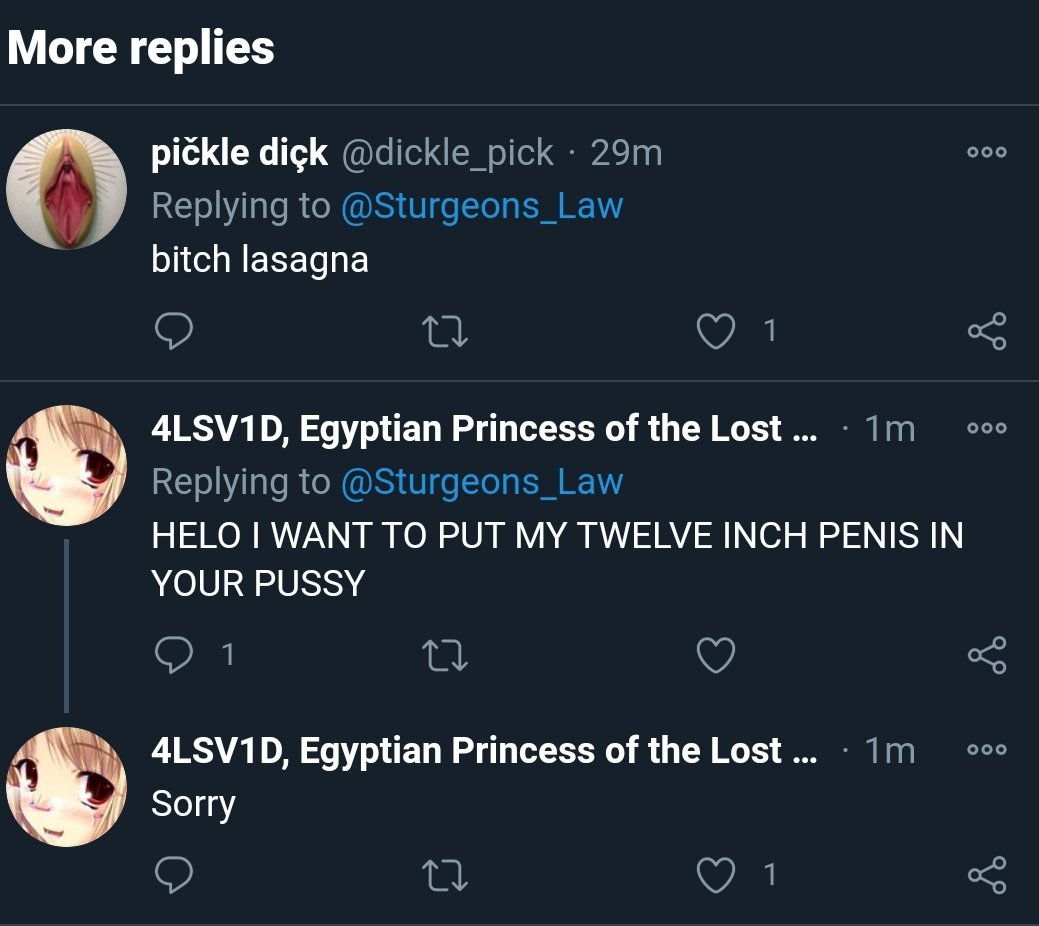 More replies
pičkle diçk @dickle_pick · 29m
Replying to @Sturgeons_Law
bitch lasagna
1
4LSV1D, Egyptian Princess of the Lost ... · 1m
Replying to @Sturgeons_Law
HELO I WANT TO PUT MY TWELVE INCH PENIS IN
YOUR PUSSY
1
4LSV1D, Egyptian Princess of the Lost ... · 1m
Sorry
1